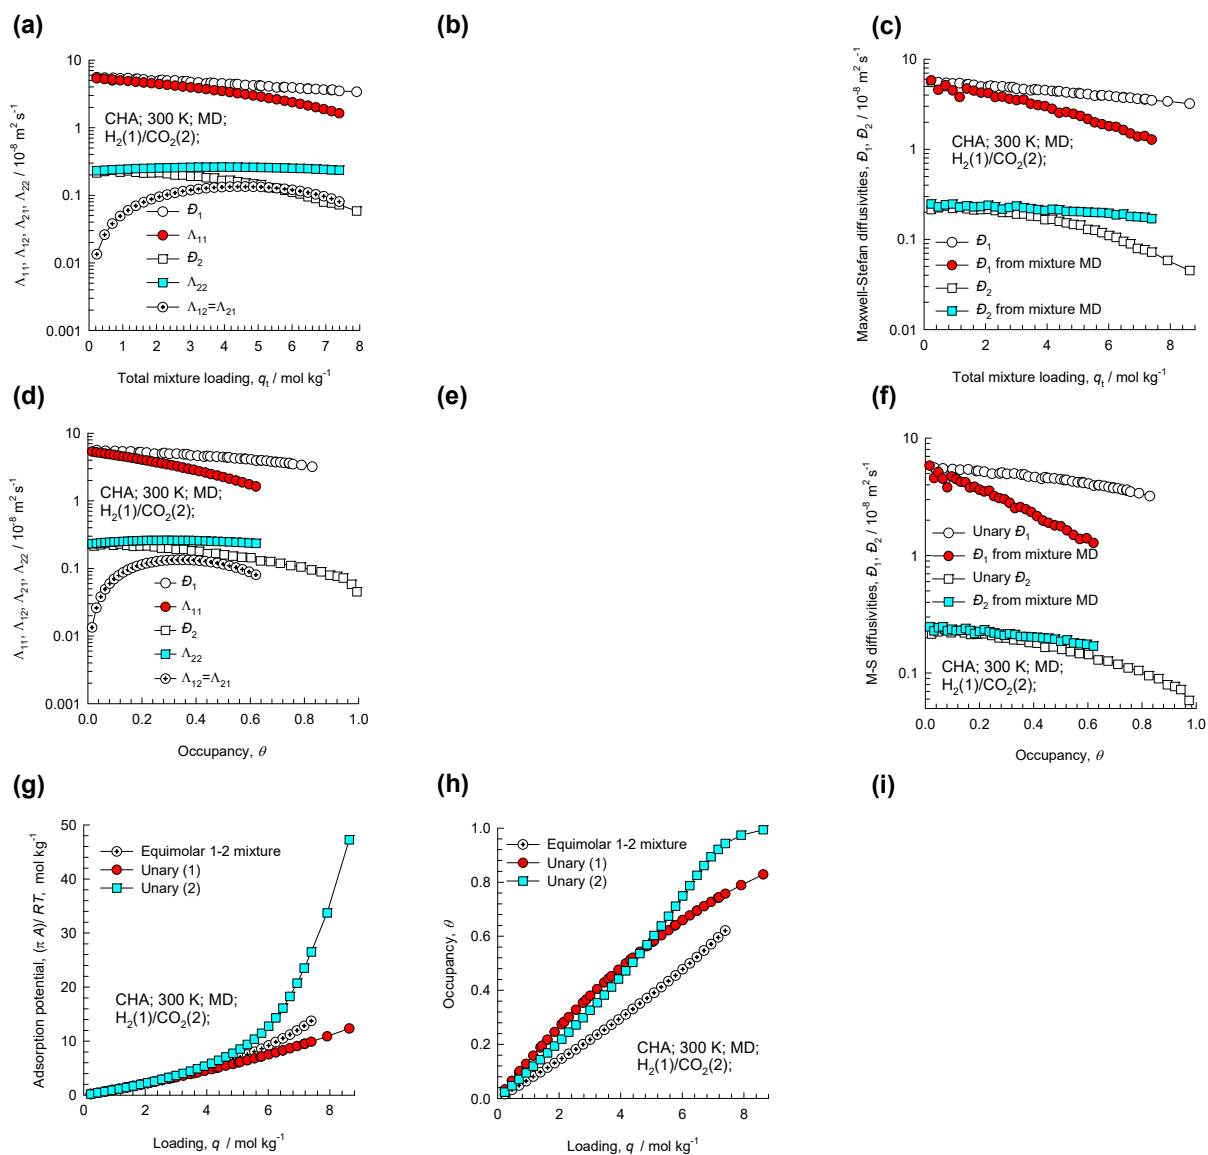 (a)
Λ11, Λ12, Λ21, Λ22 / 10-8 m2 s-1
10
1
0.1
0.01
0.001
CHA; 300 K; MD;
H2(1)/CO2(2);
Đ1
Λ11
Đ2
Λ22
Λ12=Λ21
0 1 2 3 4 5 6 7 8
Total mixture loading, qt / mol kg-1
(b)
(c)
Maxwell-Stefan diffusivities, Đ1, Đ2 / 10-8 m2 s-1
10
1
0.1
0.01
CHA; 300 K; MD;
H2(1)/CO2(2);
Đ1
Đ1 from mixture MD
Đ2
Đ2 from mixture MD
0 2 4 6 8
Total mixture loading, qt / mol kg-1
(d)
Λ11, Λ12, Λ21, Λ22 / 10-8 m2 s-1
10
1
0.1
0.01
0.001
CHA; 300 K; MD;
H2(1)/CO2(2);
Đ1
Λ11
Đ2
Λ22
Λ12=Λ21
0.0 0.2 0.4 0.6 0.8 1.0
Occupancy, θ
(e)
(f)
M-S diffusivities, Đ1, Đ2 / 10-8 m2 s-1
10
1
0.1
Unary Đ1
Đ1 from mixture MD
Unary Đ2
Đ2 from mixture MD
CHA; 300 K; MD;
H2(1)/CO2(2);
0.0 0.2 0.4 0.6 0.8 1.0
Occupancy, θ
(g)
Adsorption potential, (π A)/ RT, mol kg-1
50
40
30
20
10
0
Equimolar 1-2 mixture
Unary (1)
Unary (2)
CHA; 300 K; MD;
H2(1)/CO2(2);
0 2 4 6 8
Loading, q / mol kg-1
(h)
Occupancy, θ
1.0
0.8
0.6
0.4
0.2
0.0
Equimolar 1-2 mixture
Unary (1)
Unary (2)
CHA; 300 K; MD;
H2(1)/CO2(2);
0 2 4 6 8
Loading, q / mol kg-1
(i)